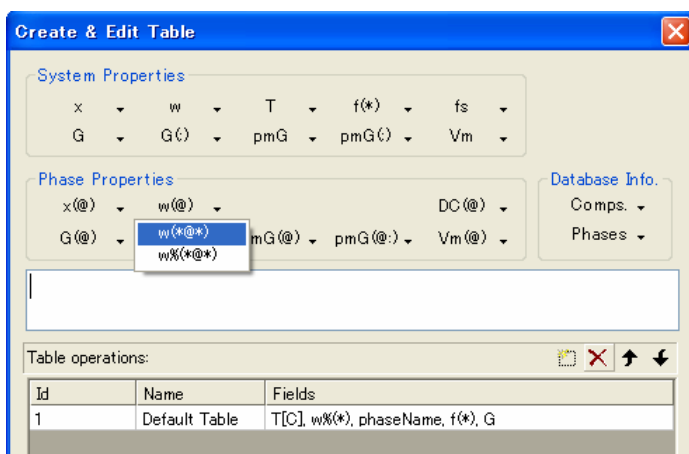 Create & Edit Table
System Properties
x w T f(*) fs
G G(:) pmG pmG(:) Vm
Phase Properties
Database Info.
x(@) w(@) DC(@) Comps.
G(@) mG(@) pmG(@:) Vm(@) Phases
w(*@*)
w%(*@*)
Table operations:
Id Name Fields
1 Default Table T[C], w%(*), phaseName, f(*), G